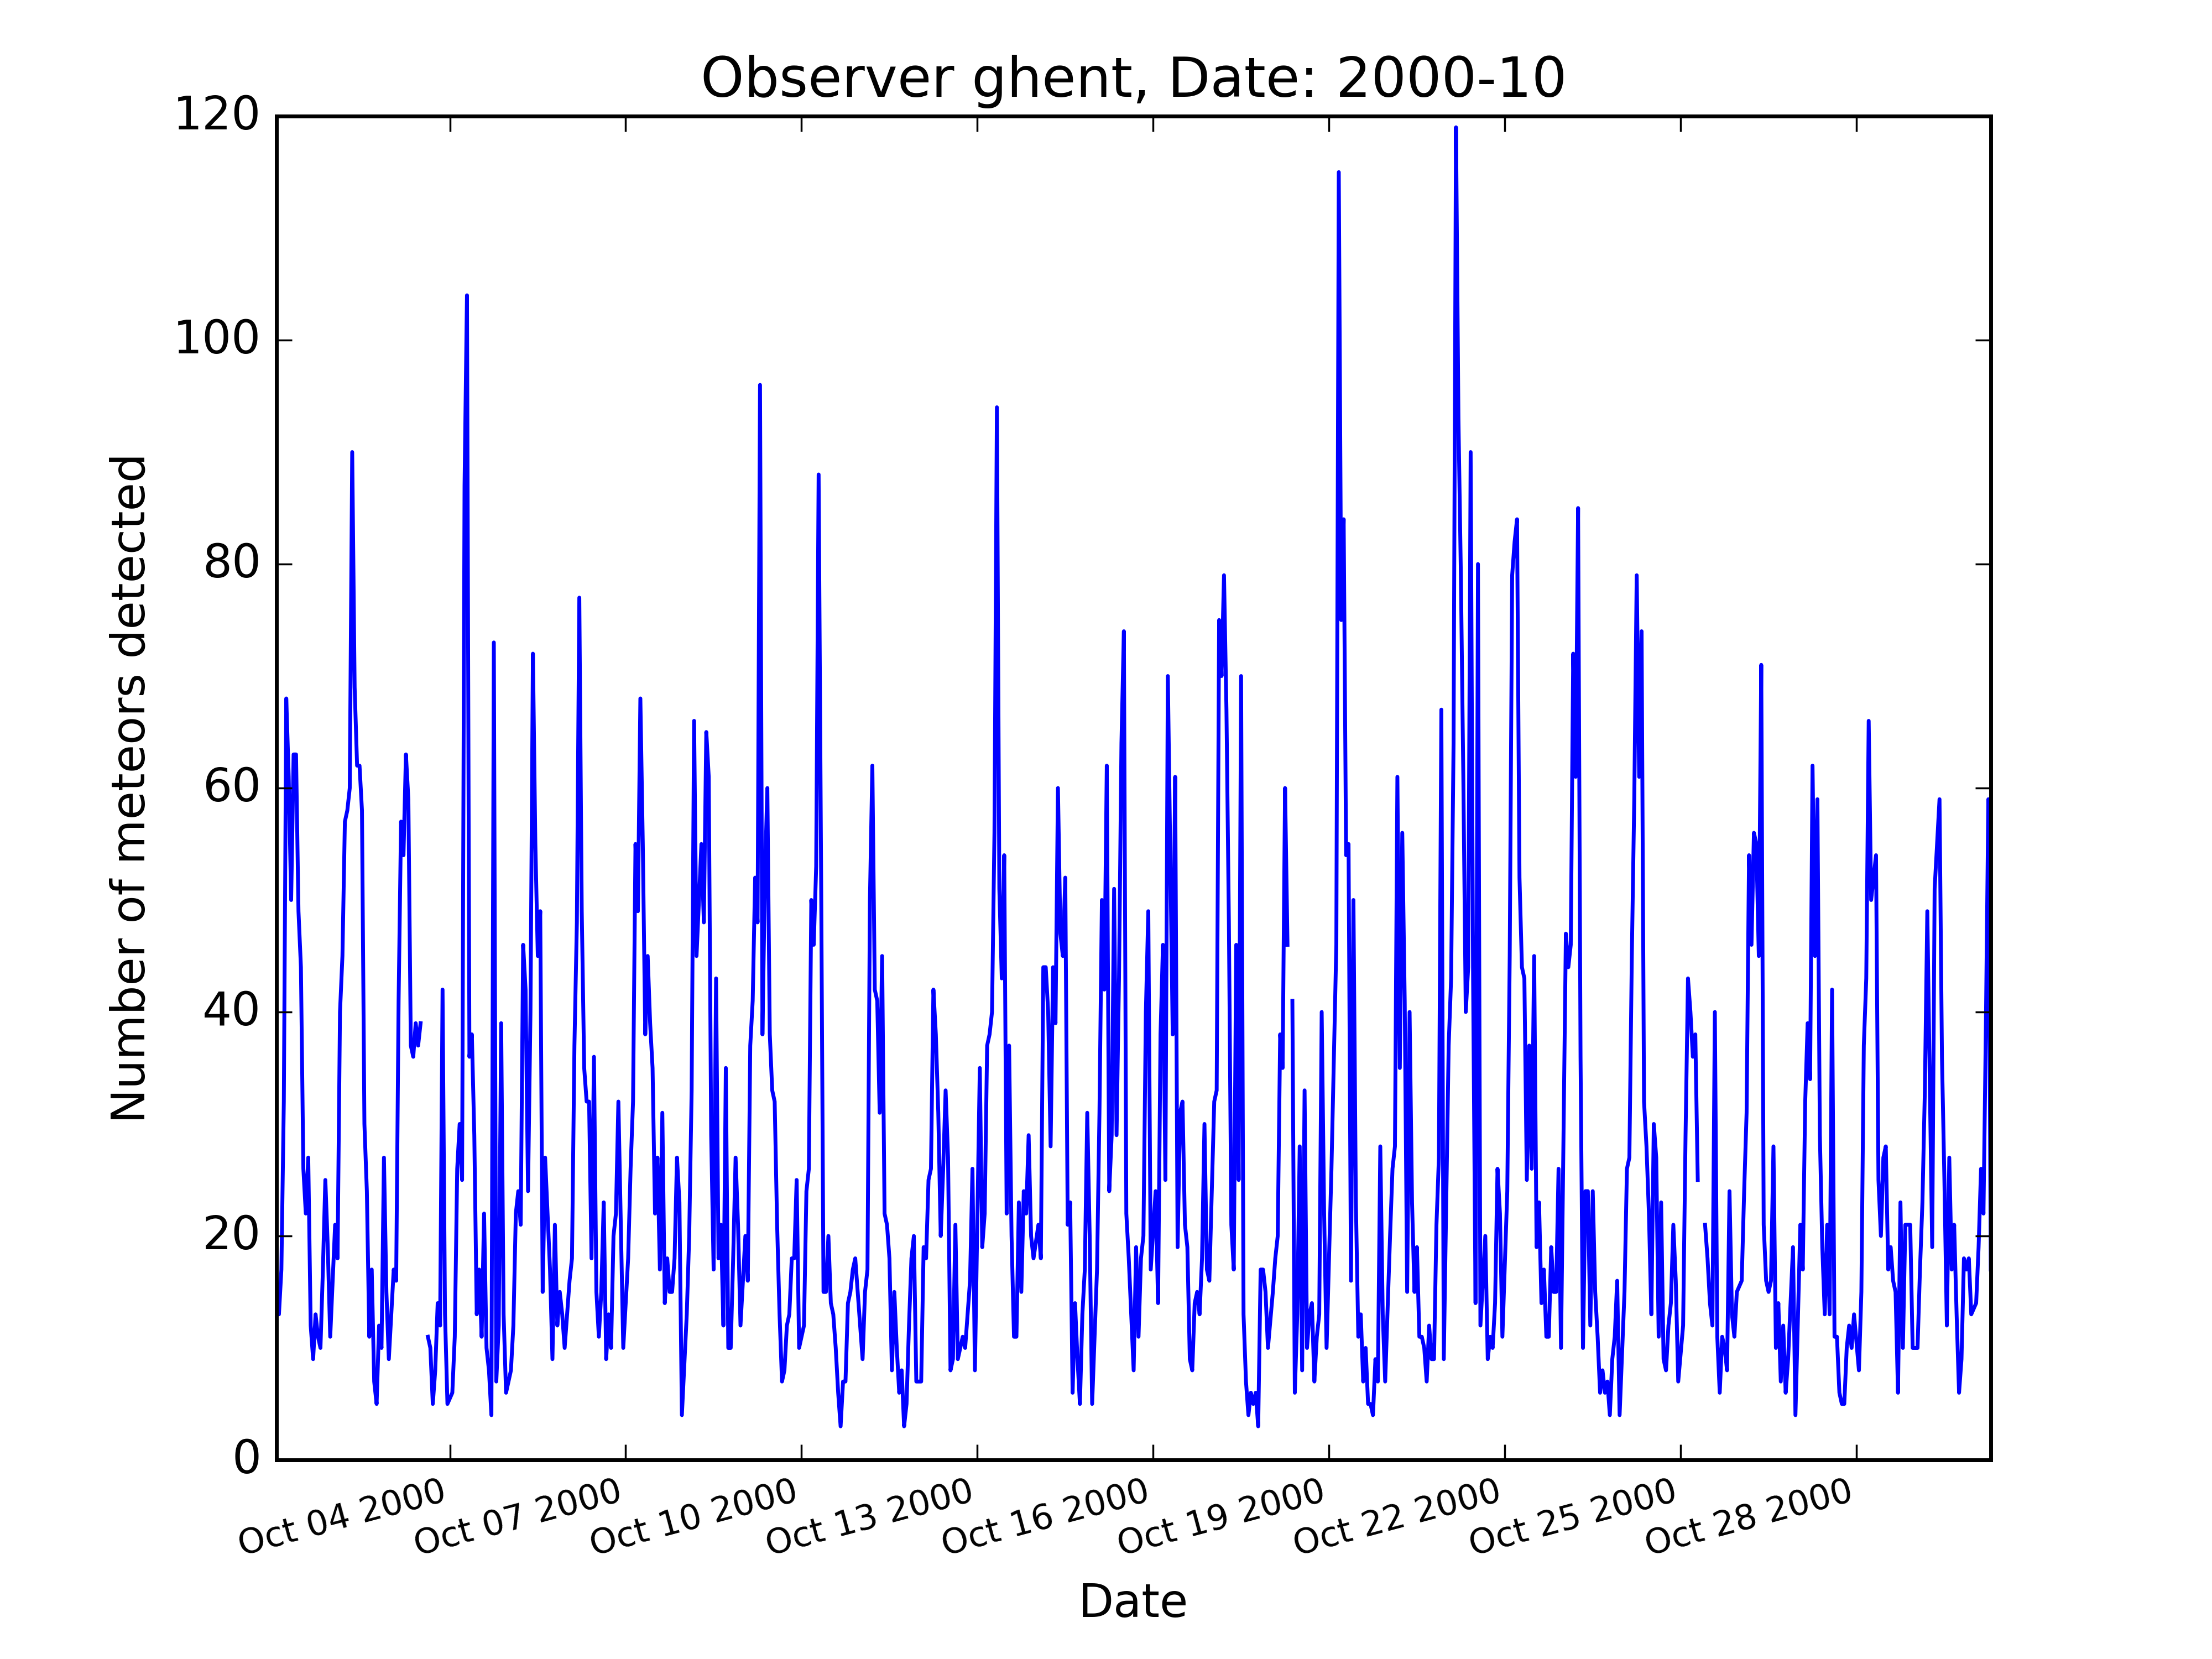 Observer ghent, Date: 2000-10
120
100
80
60
40
20
0
Number of meteors detected
Oct 04 2000
Oct 07 2000
Oct 10 2000
Oct 13 2000
Oct 16 2000
Oct 19 2000
Oct 22 2000
Oct 25 2000
Oct 28 2000
Date